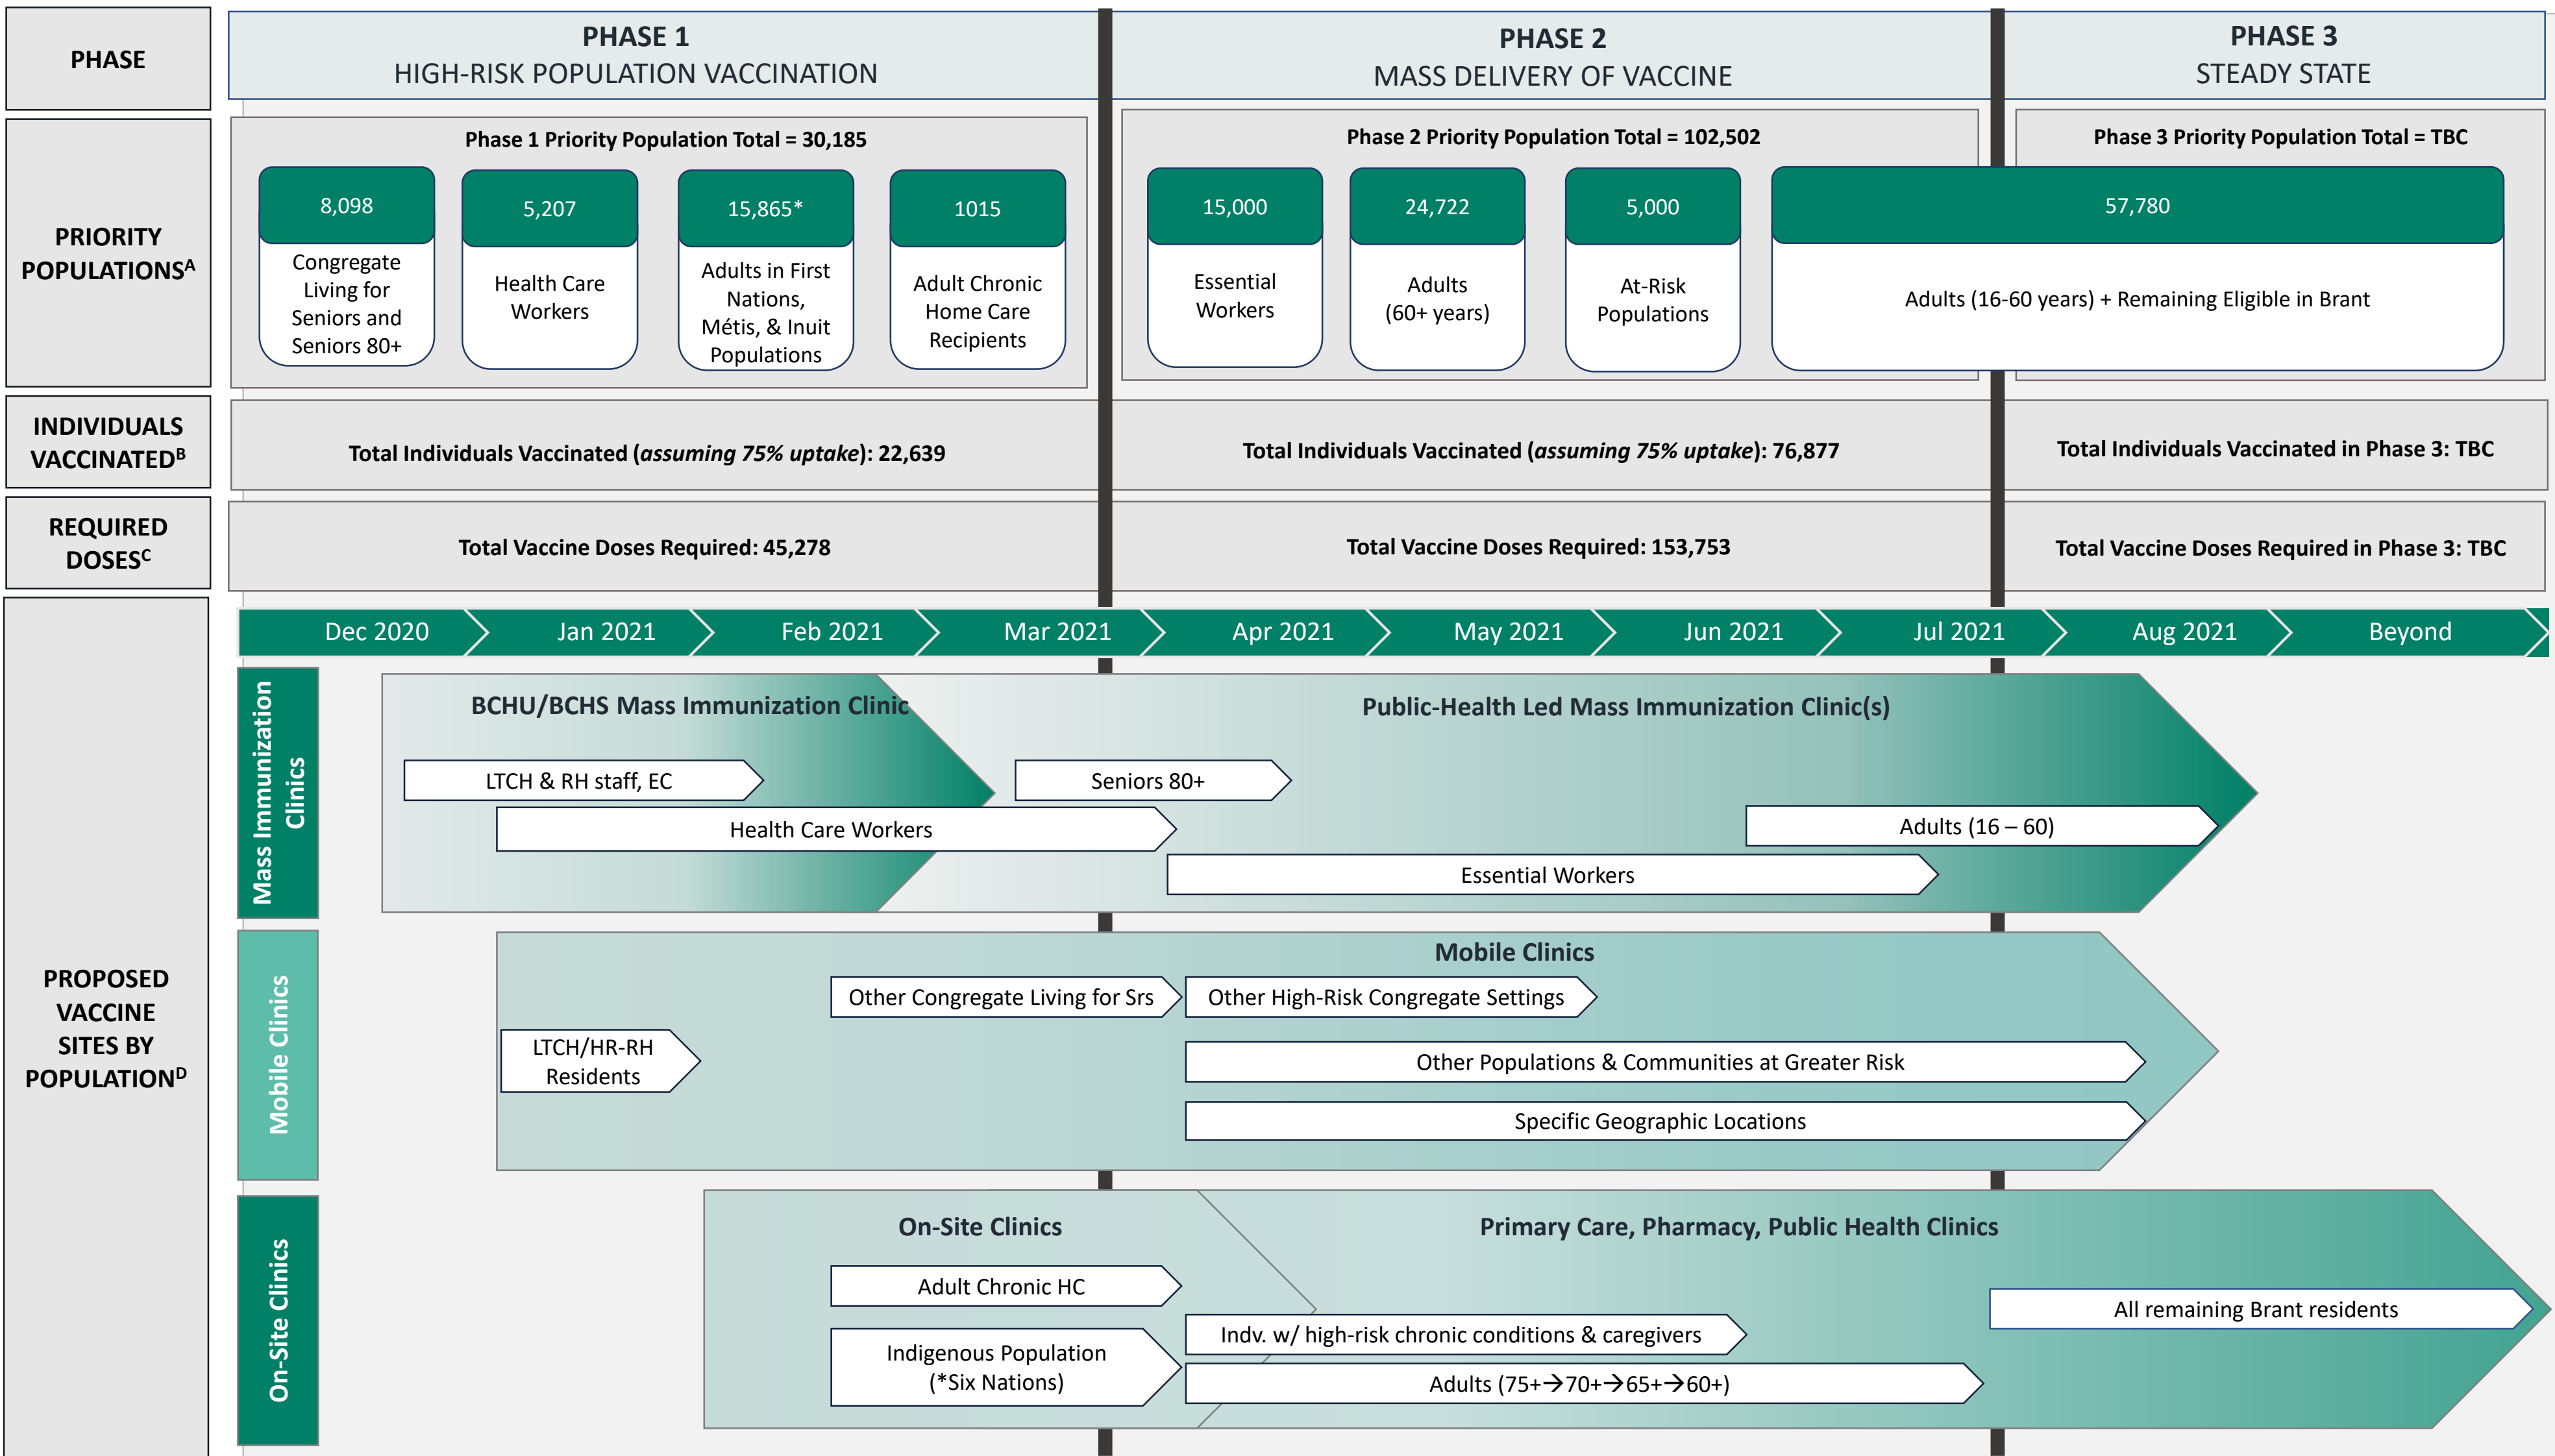 PHASE
PHASE 1
HIGH-RISK POPULATION VACCINATION
PHASE 2
MASS DELIVERY OF VACCINE
PHASE 3
STEADY STATE
PRIORITY
POPULATIONSA
Phase 1 Priority Population Total = 30,185
8,098
Congregate
Living for
Seniors and
Seniors 80+
5,207
Health Care
Workers
15,865*
Adults in First
Nations,
Métis, & Inuit
Populations
1015
Adult Chronic
Home Care
Recipients
Phase 2 Priority Population Total = 102,502
15,000
Essential
Workers
24,722
Adults
(60+ years)
5,000
At-Risk
Populations
Phase 3 Priority Population Total = TBC
57,780
Adults (16-60 years) + Remaining Eligible in Brant
INDIVIDUALS
VACCINATEDB
Total Individuals Vaccinated (assuming 75% uptake): 22,639
Total Individuals Vaccinated (assuming 75% uptake): 76,877
Total Individuals Vaccinated in Phase 3: TBC
REQUIRED
DOSESC
Total Vaccine Doses Required: 45,278
Total Vaccine Doses Required: 153,753
Total Vaccine Doses Required in Phase 3: TBC
PROPOSED
VACCINE
SITES BY
POPULATIOND
Dec 2020
Jan 2021
Feb 2021
Mar 2021
Apr 2021
May 2021
Jun 2021
Jul 2021
Aug 2021
Beyond
Mass Immunization
Clinics
BCHU/BCHS Mass Immunization Clinic
Public-Health Led Mass Immunization Clinic(s)
LTCH & RH staff, EC
Seniors 80+
Health Care Workers
Adults (16 – 60)
Essential Workers
Mobile Clinics
Mobile Clinics
Other Congregate Living for Srs
Other High-Risk Congregate Settings
LTCH/HR-RH
Residents
Other Populations & Communities at Greater Risk
Specific Geographic Locations
On-Site Clinics
On-Site Clinics
Primary Care, Pharmacy, Public Health Clinics
Adult Chronic HC
All remaining Brant residents
Indv. w/ high-risk chronic conditions & caregivers
Indigenous Population
(*Six Nations)
Adults (75+→70+→65+→60+)